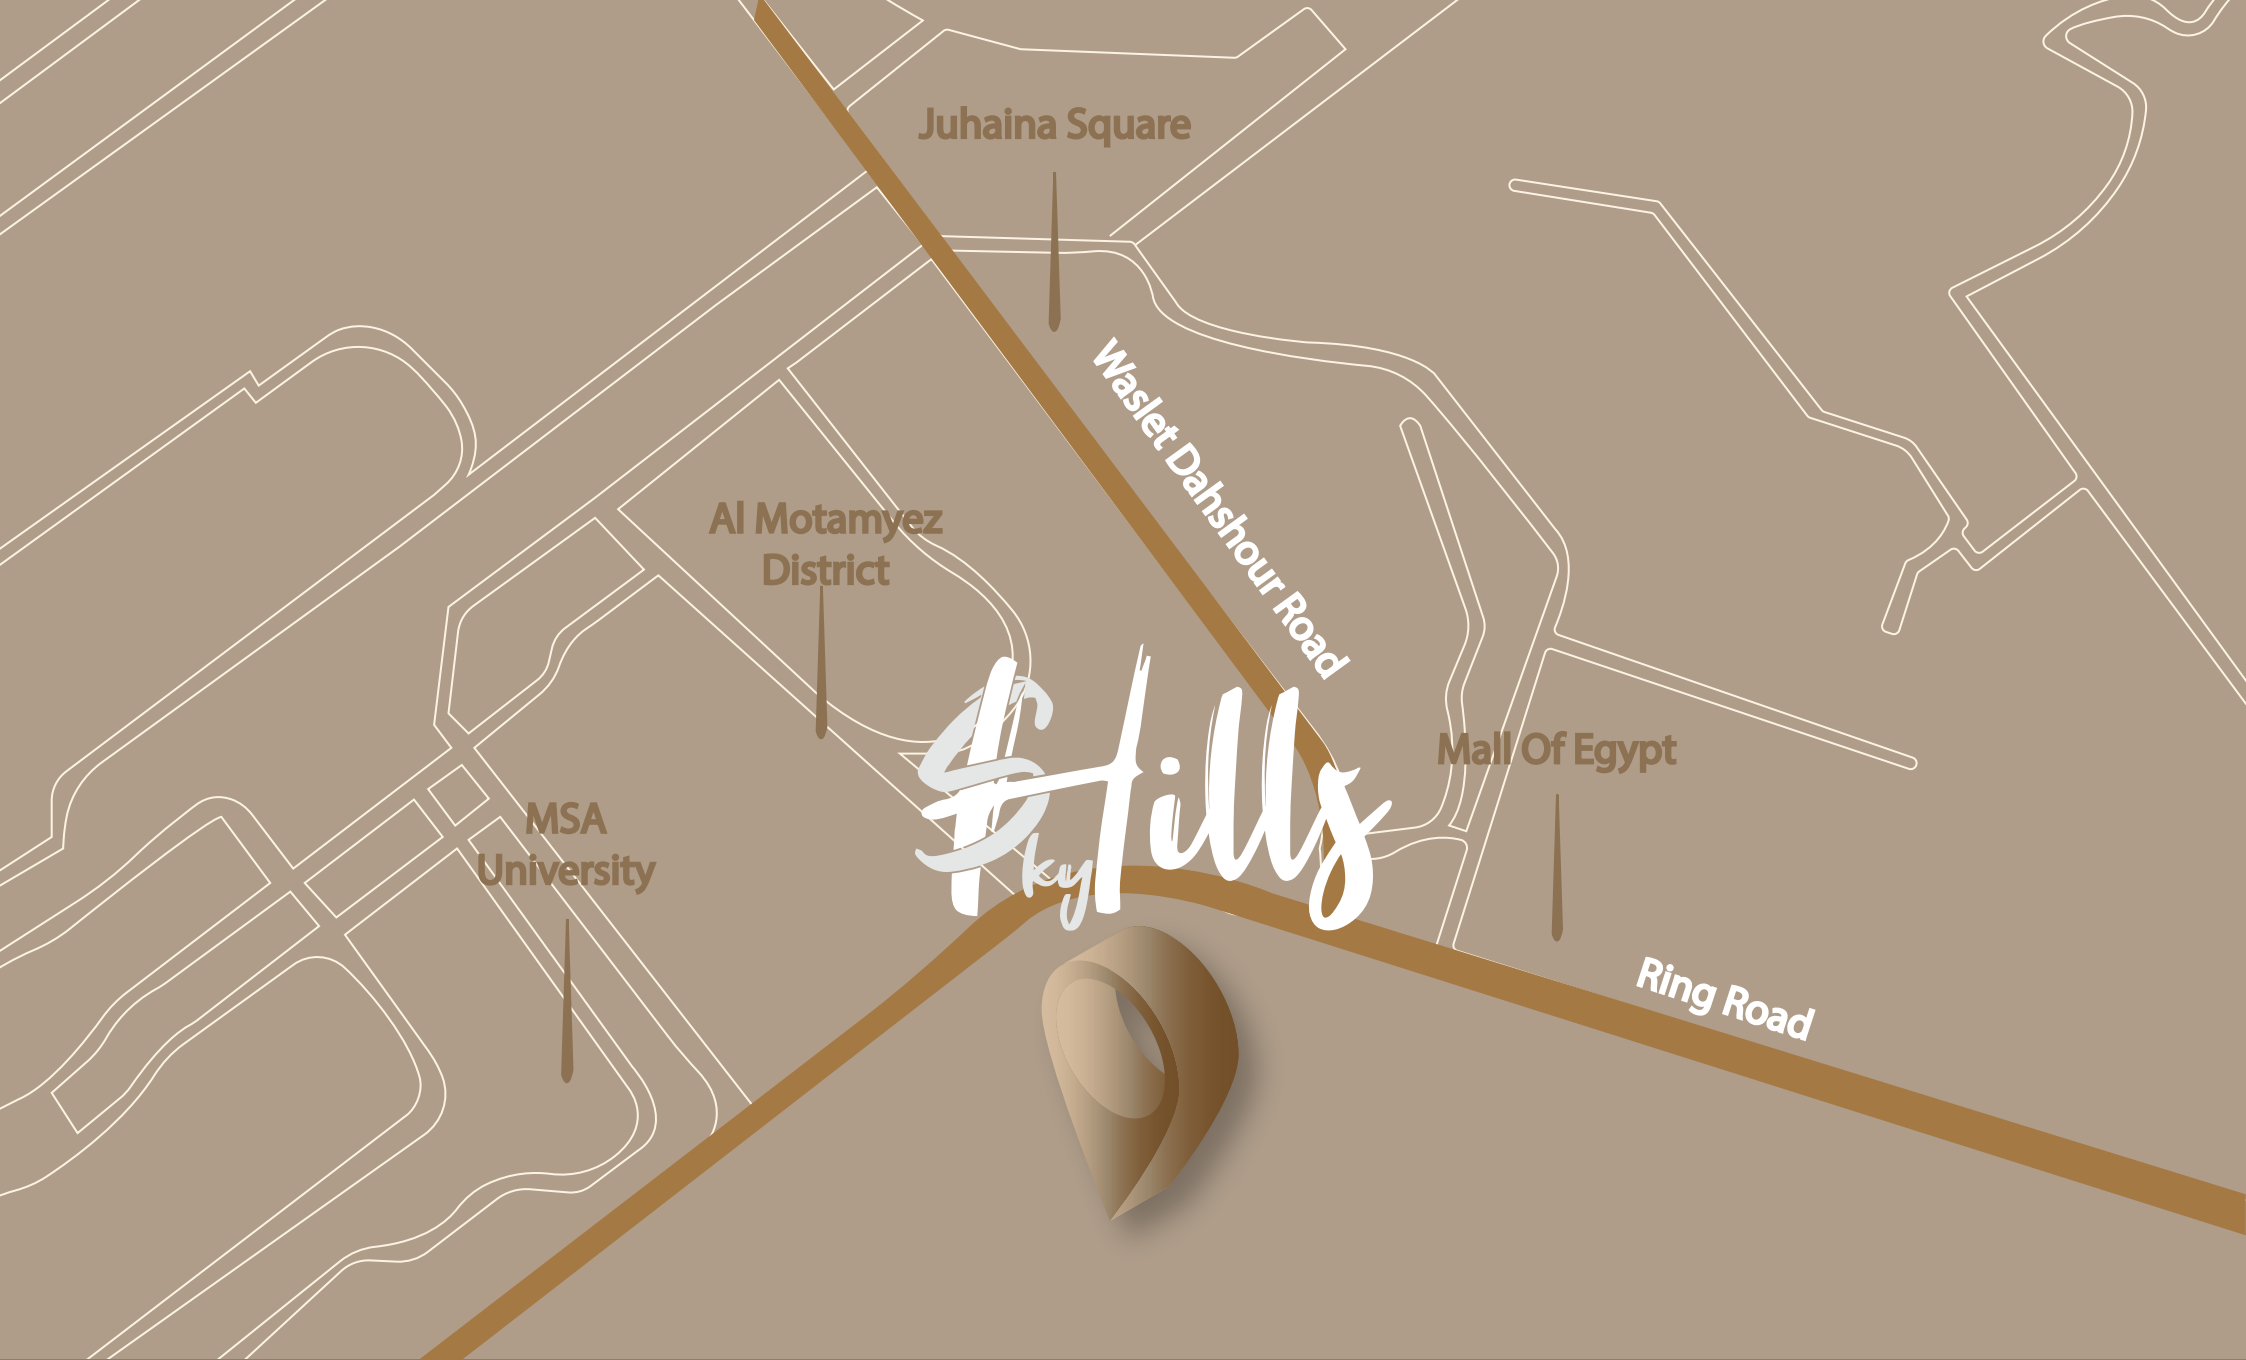 Juhaina Square
Waslet Dahshour Road
Al Motamyez
District
Sky Hills
Mall Of Egypt
MSA
University
Ring Road